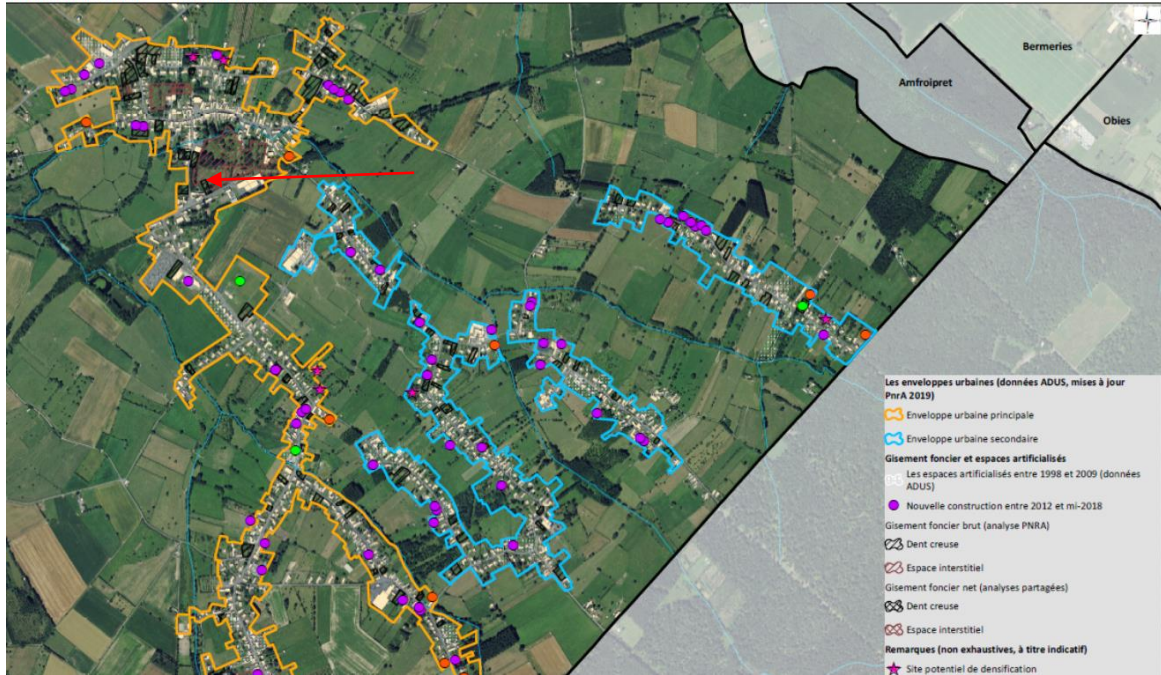 Bermeries
Amfroipret
Obies
Les enveloppes urbaines (données ADUS, mises à jour
PnrA 2019)
Enveloppe urbaine principale
Enveloppe urbaine secondaire
Gisement foncier et espaces artificialisés
Les espaces artificialisés entre 1998 et 2009 (données
ADUS)
Nouvelle construction entre 2012 et mi-2018
Gisement foncier brut (analyse PNRA)
Dent creuse
Espace interstitiel
Gisement foncier net (analyses partagées)
Dent creuse
Espace interstitiel
Remarques (non exhaustives, à titre indicatif)
Site potentiel de densification